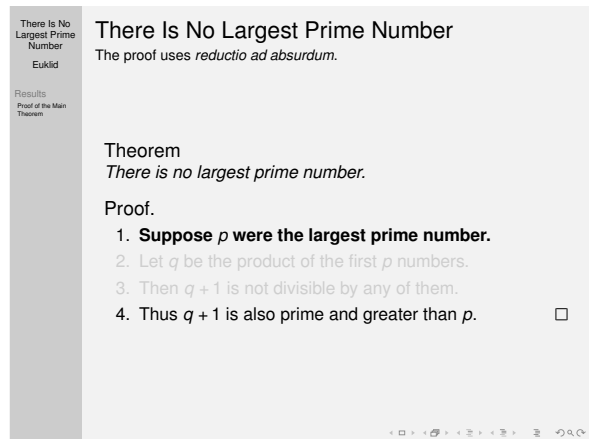 There Is No
Largest Prime
Number
Euklid
Results
Proof of the Main
Theorem
There Is No Largest Prime Number
The proof uses reductio ad absurdum.
Theorem
There is no largest prime number.
Proof.
1. Suppose p were the largest prime number.
2. Let q be the product of the first p numbers.
3. Then q + 1 is not divisible by any of them.
4. Thus q + 1 is also prime and greater than p. □